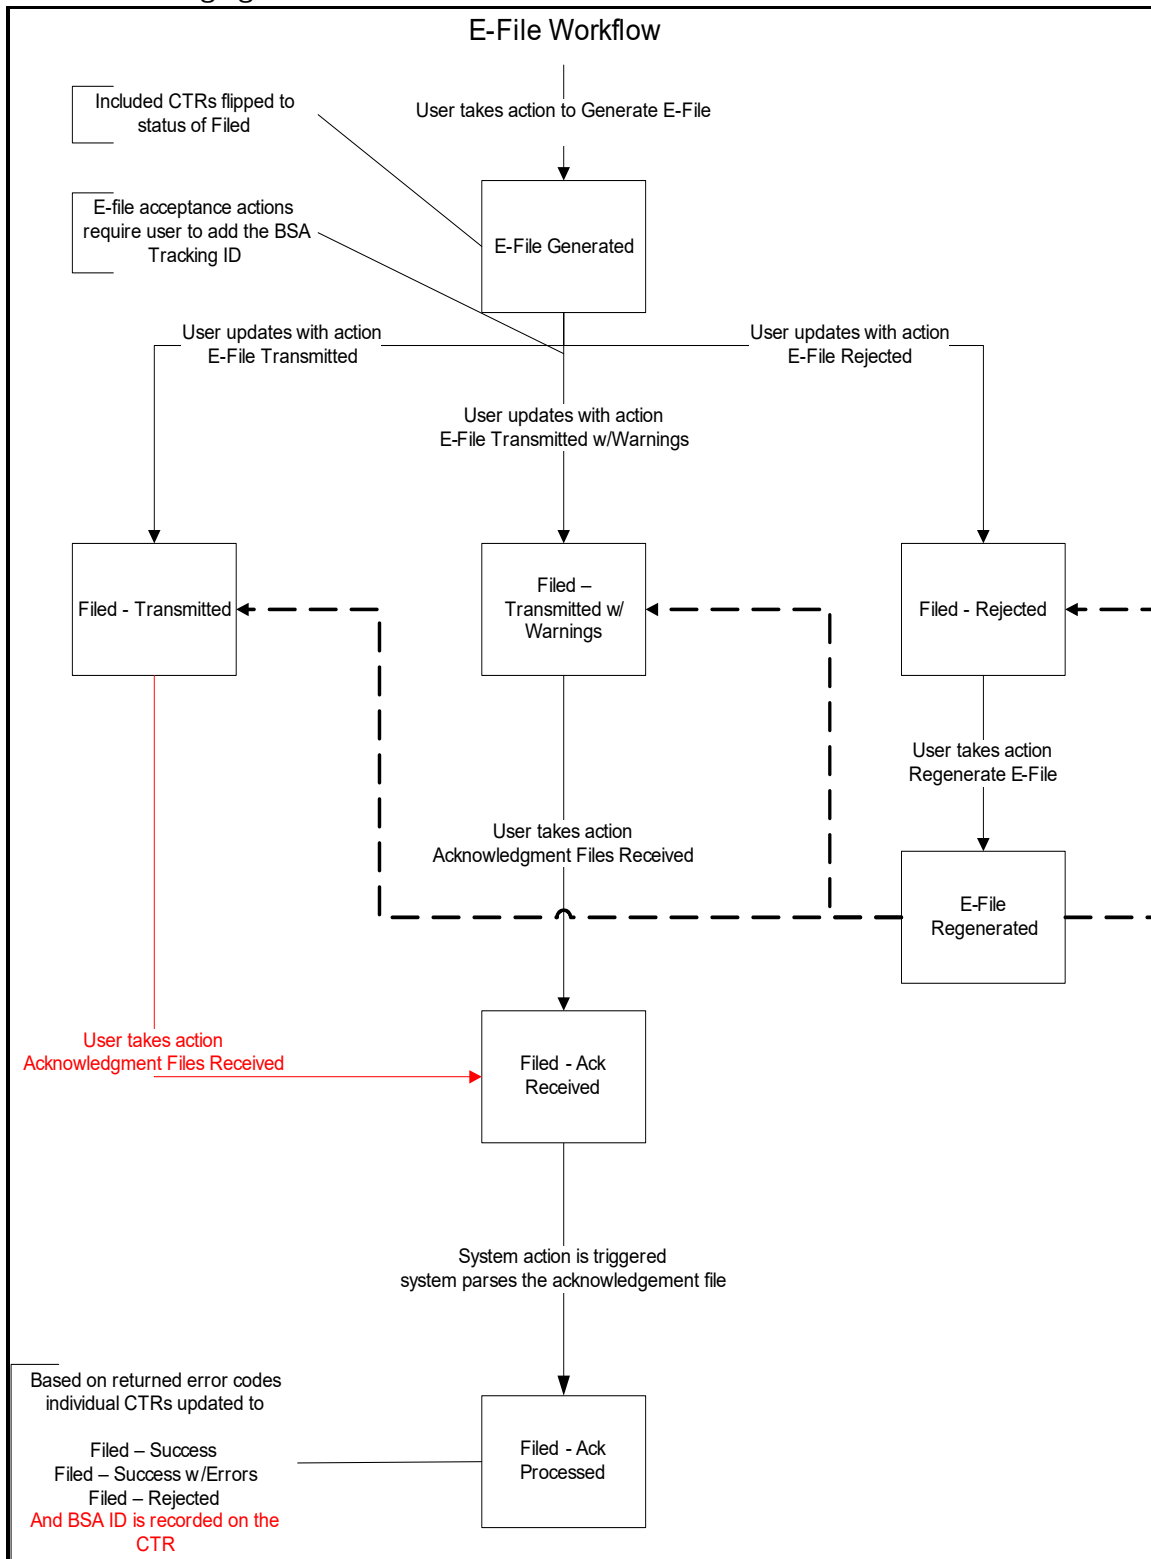 E-File Workflow
Included CTRs flipped to
status of Filed
User takes action to Generate E-File
E-file acceptance actions
require user to add the BSA
Tracking ID
E-File Generated
User updates with action
E-File Transmitted
User updates with action
E-File Rejected
User updates with action
E-File Transmitted w/Warnings
Filed - Transmitted
Filed –
Transmitted w/
Warnings
Filed - Rejected
User takes action
Regenerate E-File
User takes action
Acknowledgment Files Received
E-File
Regenerated
User takes action
Acknowledgment Files Received
Filed - Ack
Received
System action is triggered
system parses the acknowledgement file
Based on returned error codes
individual CTRs updated to
Filed – Success
Filed – Success w/Errors
Filed – Rejected
And BSA ID is recorded on the
CTR
Filed - Ack
Processed